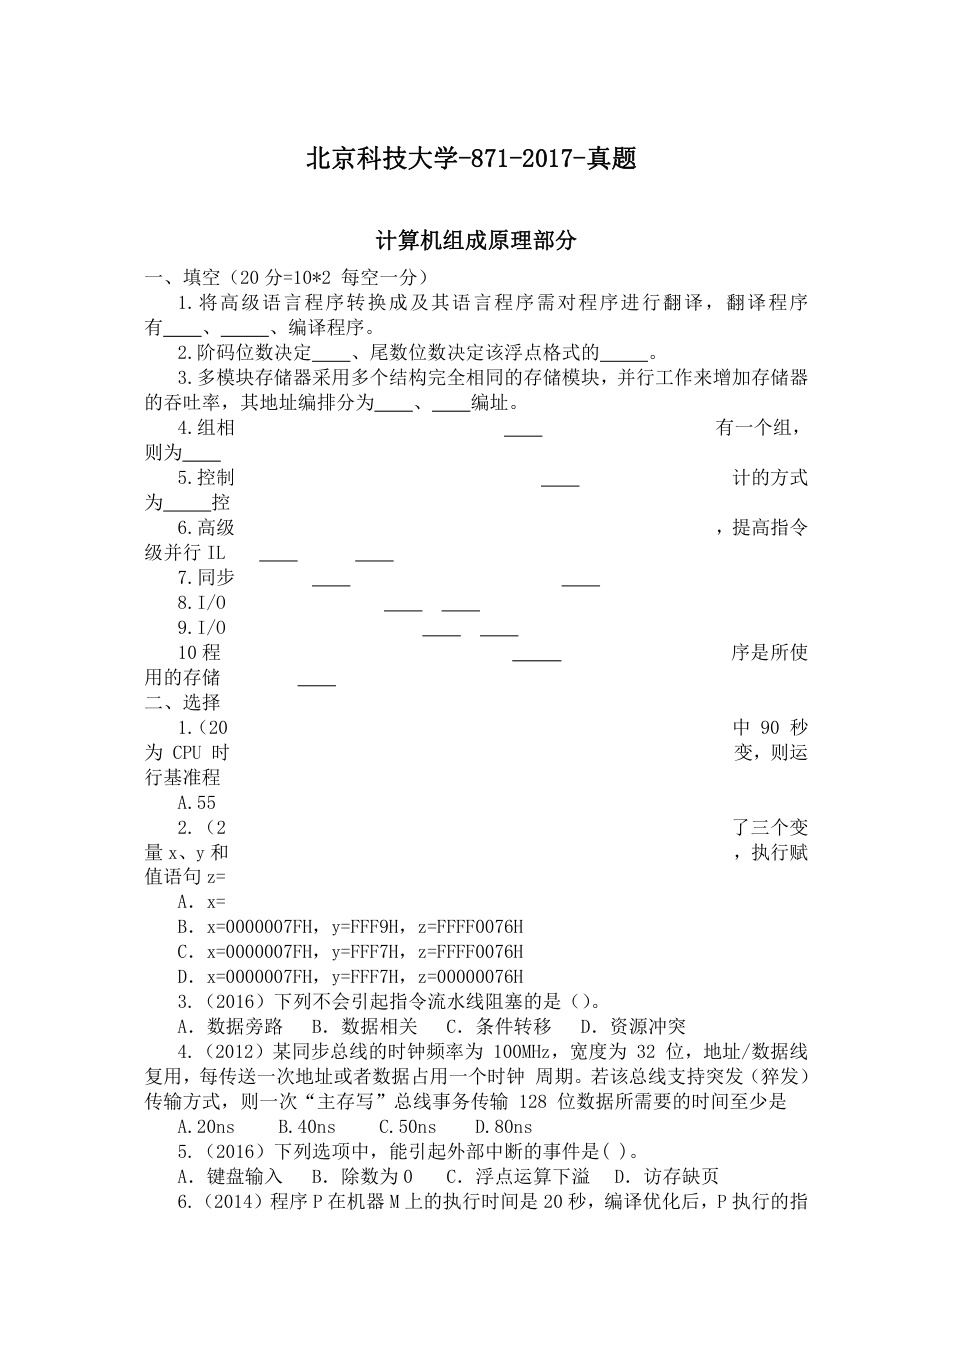 北京科技大学-871-2017-真题
计算机组成原理部分
一、填空（20 分=10*2 每空一分）
1.将高级语言程序转换成及其语言程序需对程序进行翻译，翻译程序
有____、_____、编译程序。
2.阶码位数决定____、尾数位数决定该浮点格式的_____。
3.多模块存储器采用多个结构完全相同的存储模块，并行工作来增加存储器
的吞吐率，其地址编排分为____、____编址。
4.组相 ____ 有一个组，
则为____
5.控制 ____ 计的方式
为_____控
6.高级 ，提高指令
级并行 IL ____ ____
7.同步 ____ ____
8.I/O ____ ____
9.I/O ____ ____
10 程 _____ 序是所使
用的存储 ____
二、选择
1.（20 中 90 秒
为 CPU 时 变，则运
行基准程
A.55
2.（2 了三个变
量 x、y 和 ，执行赋
值语句 z=
A．x=
B．x=0000007FH，y=FFF9H，z=FFFF0076H
C．x=0000007FH，y=FFF7H，z=FFFF0076H
D．x=0000007FH，y=FFF7H，z=00000076H
3.（2016）下列不会引起指令流水线阻塞的是（）。
A．数据旁路 B．数据相关 C．条件转移 D．资源冲突
4.（2012）某同步总线的时钟频率为 100MHz，宽度为 32 位，地址/数据线
复用，每传送一次地址或者数据占用一个时钟 周期。若该总线支持突发（猝发）
传输方式，则一次“主存写”总线事务传输 128 位数据所需要的时间至少是
A.20ns B.40ns C.50ns D.80ns
5.（2016）下列选项中，能引起外部中断的事件是( )。
A．键盘输入 B．除数为 0 C．浮点运算下溢 D．访存缺页
6.（2014）程序 P 在机器 M 上的执行时间是 20 秒，编译优化后，P 执行的指